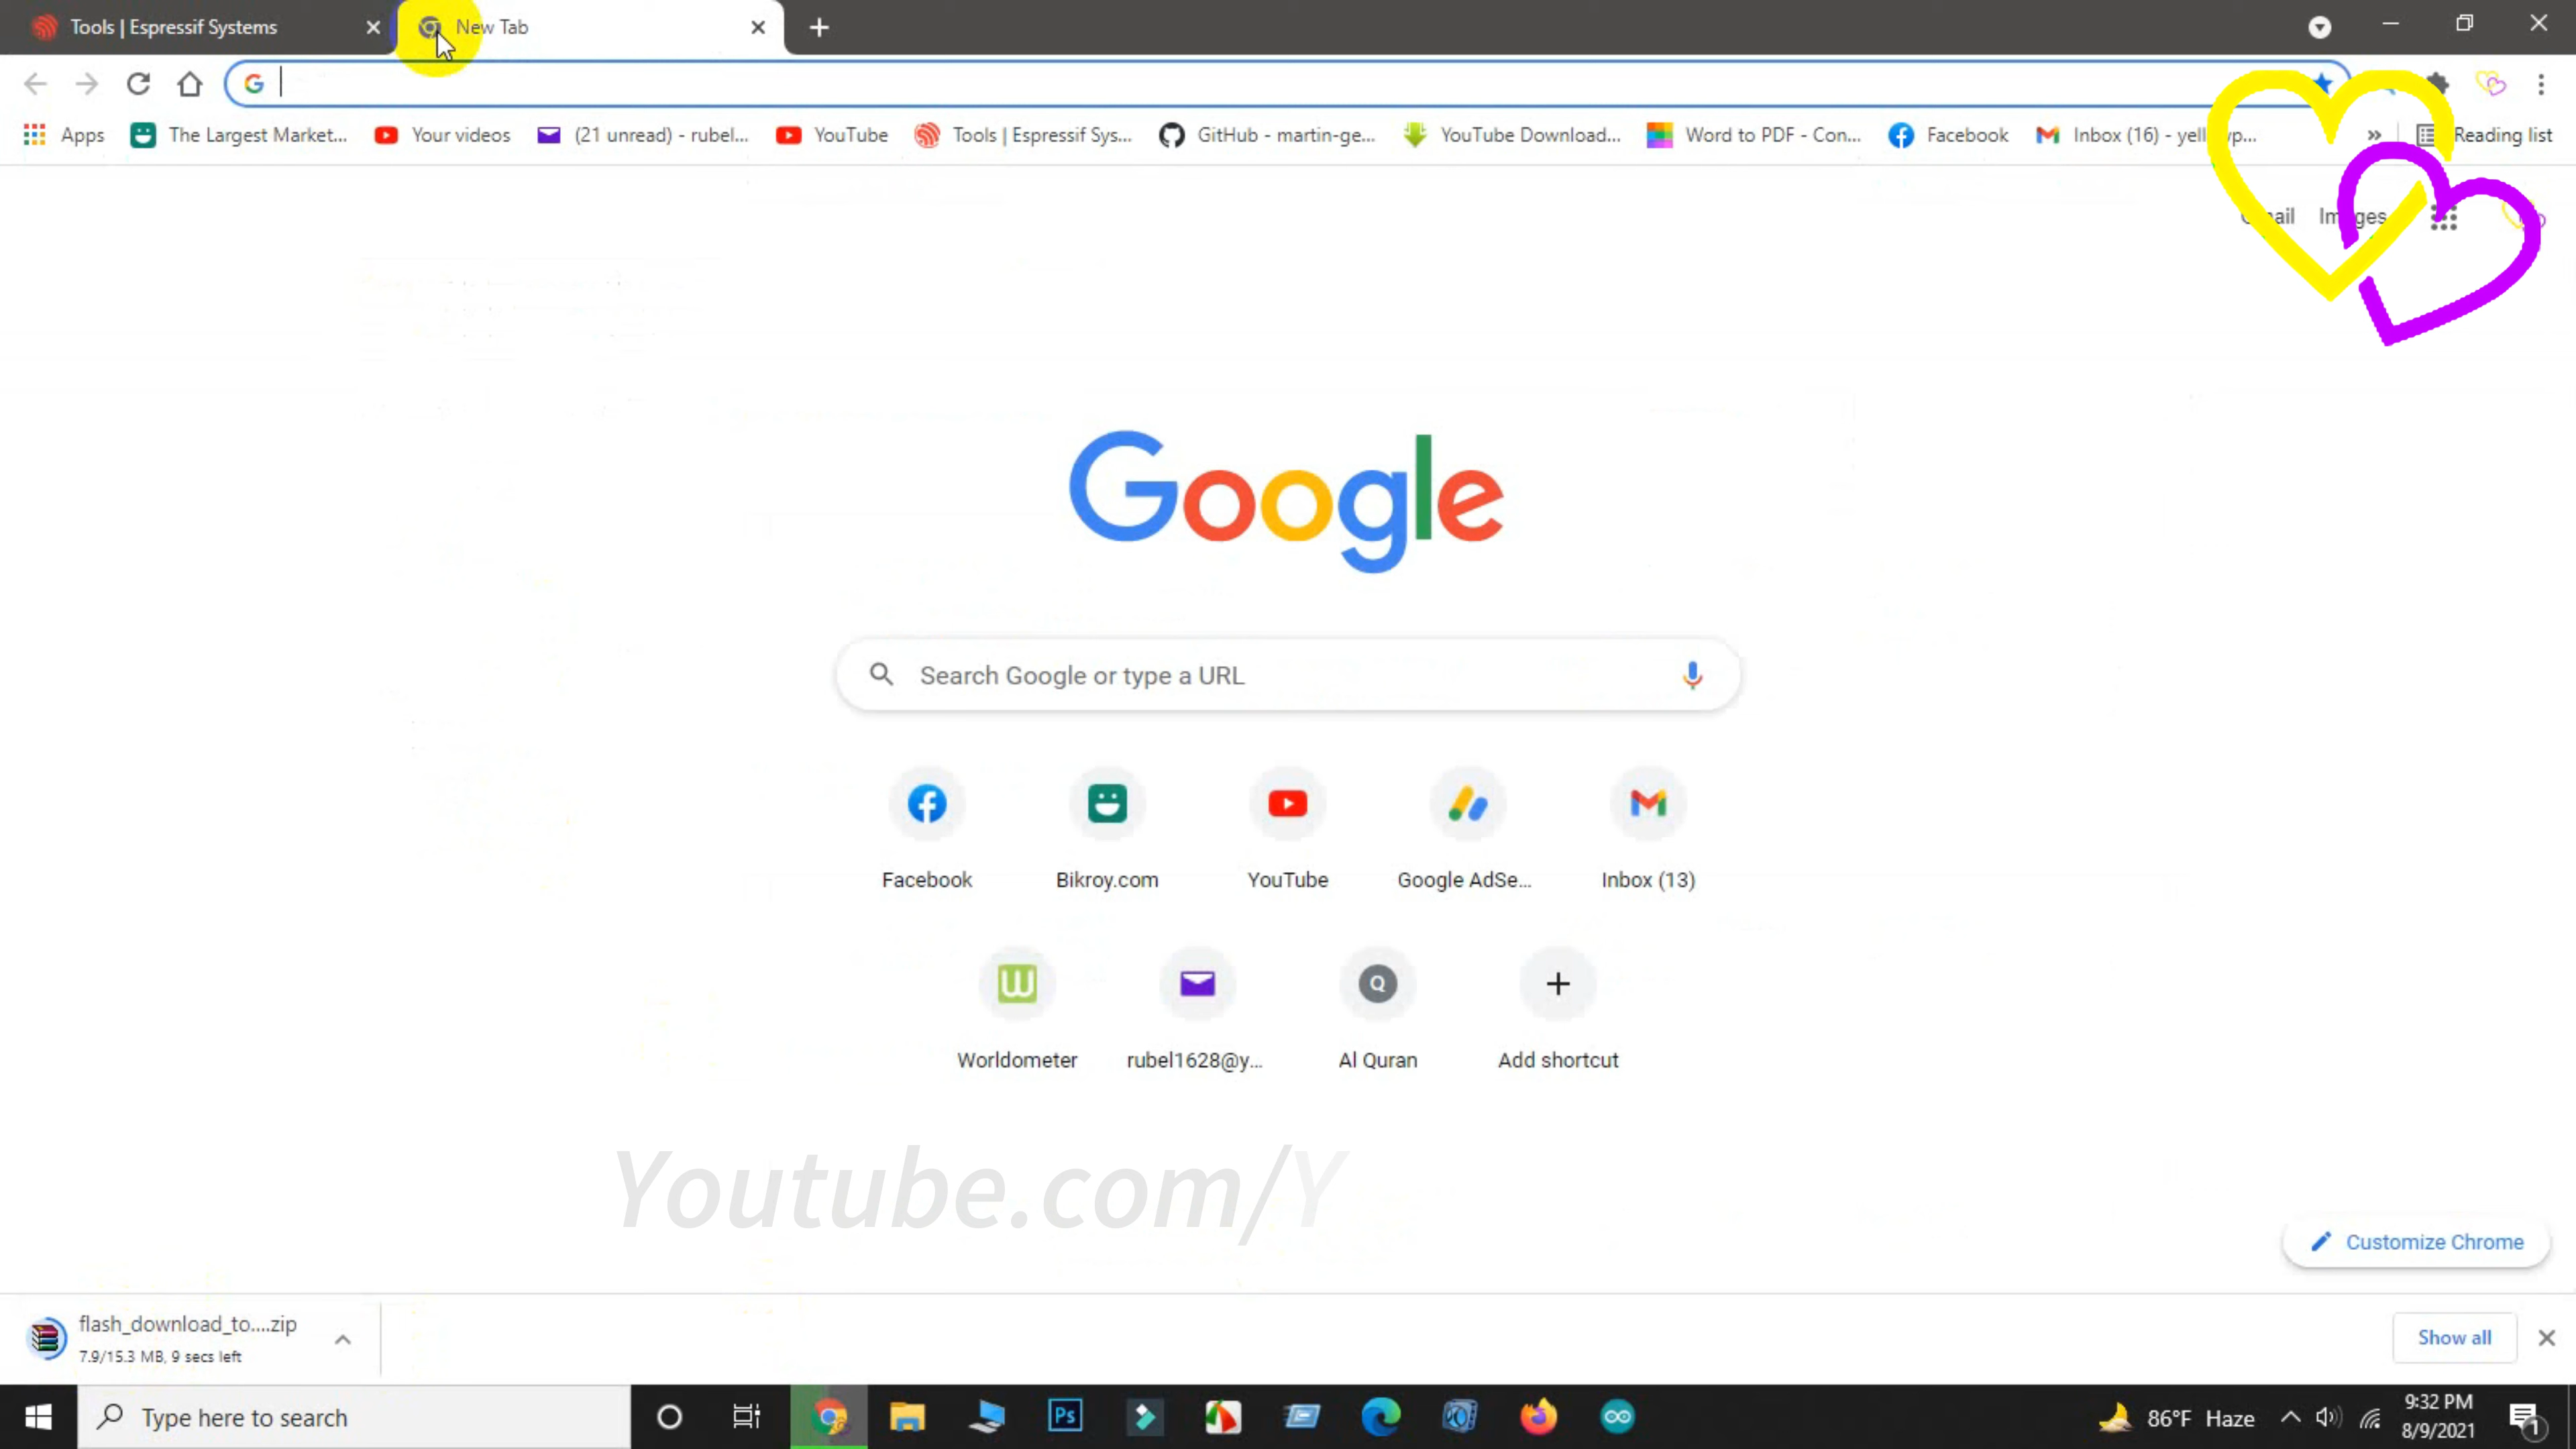 Tools | Espressif Systems
New Tab
Apps
The Largest Market...
Your videos
(21 unread) - rubel...
YouTube
Tools | Espressif Sys...
GitHub - martin-ge...
YouTube Download...
Word to PDF - Con...
Facebook
Inbox (16) - yell
Reading list
Gmail
Images
Google
Search Google or type a URL
Facebook
Bikroy.com
YouTube
Google AdSe...
Inbox (13)
Worldometer
rubel1628@y...
Al Quran
Add shortcut
Youtube.com/Y
Customize Chrome
flash_download_to....zip
7.9/15.3 MB, 9 secs left
Show all
Type here to search
Ps
86°F Haze
9:32 PM
8/9/2021
1